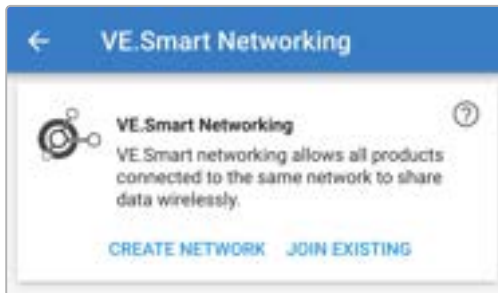 VE.Smart Networking
VE.Smart Networking
VE.Smart networking allows all products
connected to the same network to share
data wirelessly.
CREATE NETWORK JOIN EXISTING